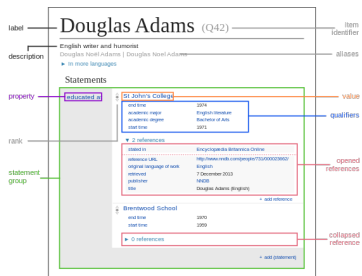 Douglas Adams (Q42)
item identifier
label
English writer and humorist
description
Douglas Noël Adams | Douglas Noel Adams
aliases
► In more languages
Statements
property
educated at
St John's College
value
end time 1974
academic major English literature
academic degree Bachelor of Arts
start time 1971
qualifiers
rank
▼ 2 references
stated in Encyclopædia Britannica Online
reference URL
original language of work English
retrieved 7 December 2013
publisher NNDB
title Douglas Adams (English)
opened references
+ add reference
statement group
Brentwood School
end time 1970
start time 1959
► 0 references
collapsed reference
+ add (statement)